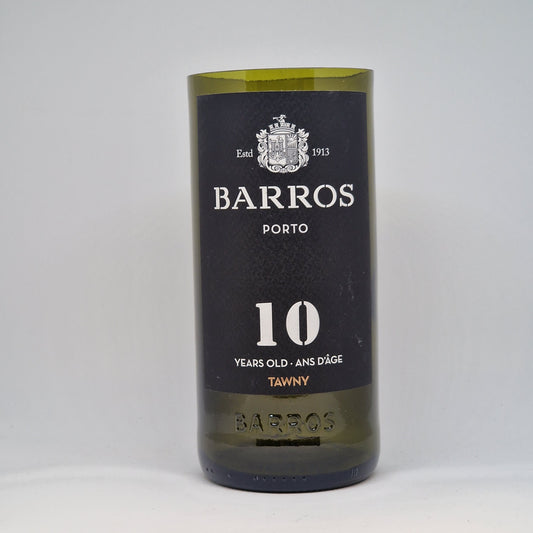 Estd 1913
BARROS
PORTO
10
YEARS OLD · ANS D'ÂGE
TAWNY
BARROS